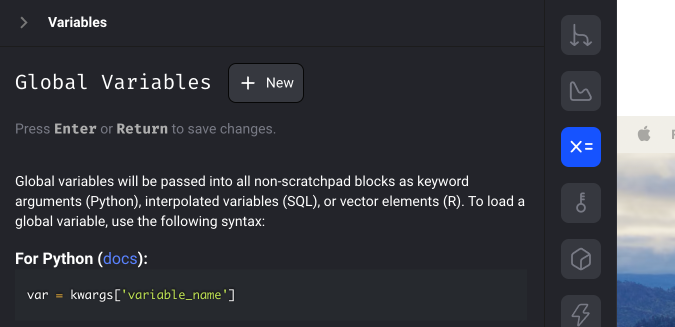 Variables
Global Variables
+ New
Press Enter or Return to save changes.
Global variables will be passed into all non-scratchpad blocks as keyword
arguments (Python), interpolated variables (SQL), or vector elements (R). To load a
global variable, use the following syntax:
For Python (docs):
var = kwargs['variable_name']
X=